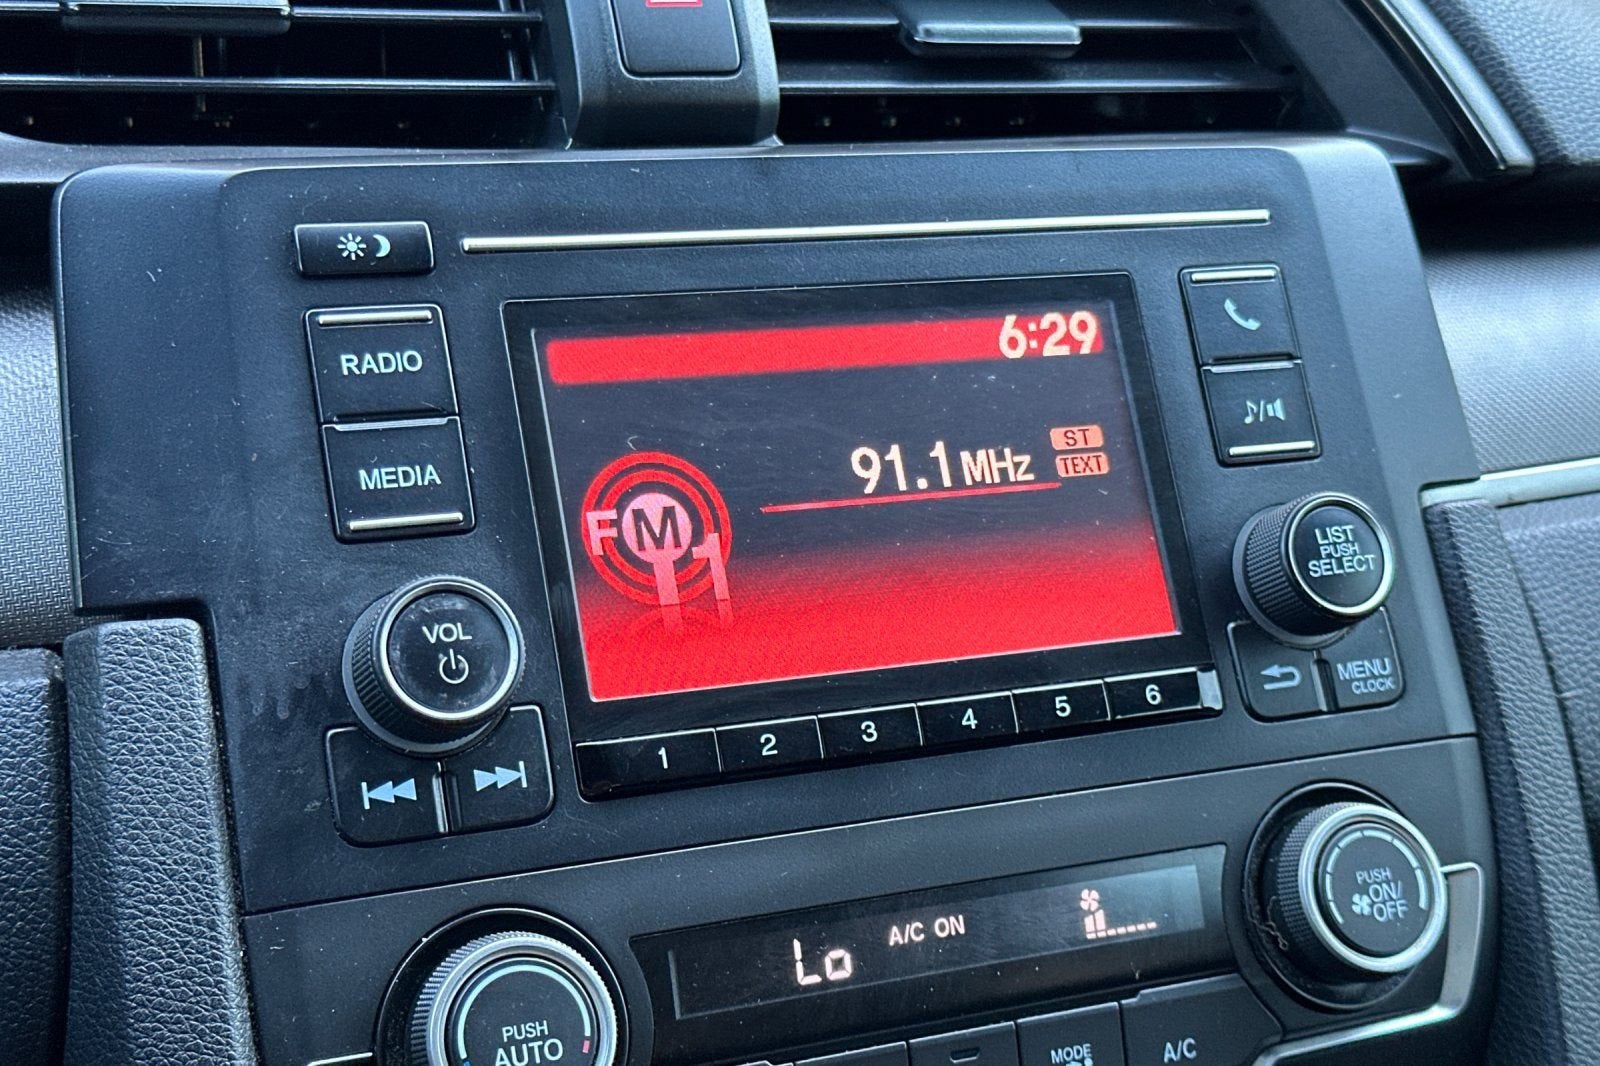 6:29
RADIO
91.1 MHz
ST
TEXT
MEDIA
FM
1
LIST
PUSH
SELECT
VOL
MENU
CLOCK
1 2 3 4 5 6
PUSH
ON/
OFF
A/C ON
Lo
PUSH
AUTO
MODE
A/C